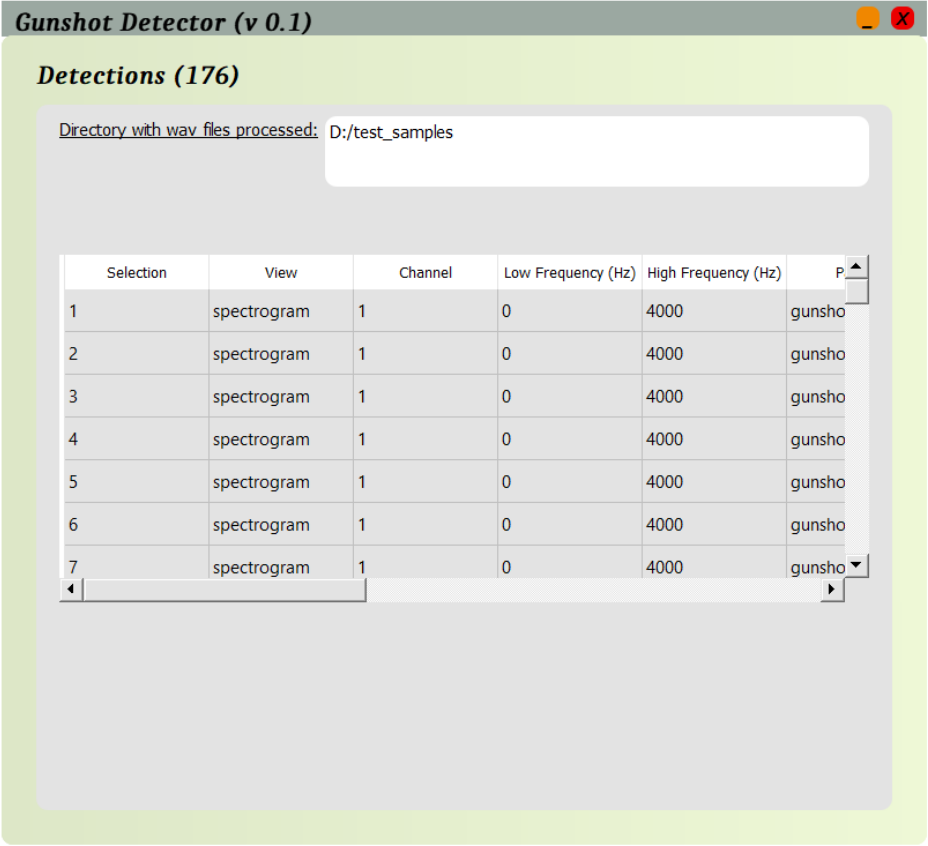 Gunshot Detector (v 0.1)
_ X
Detections (176)
Directory with wav files processed: D:/test_samples
Selection View Channel Low Frequency (Hz) High Frequency (Hz) P
1 spectrogram 1 0 4000 gunsho
2 spectrogram 1 0 4000 gunsho
3 spectrogram 1 0 4000 gunsho
4 spectrogram 1 0 4000 gunsho
5 spectrogram 1 0 4000 gunsho
6 spectrogram 1 0 4000 gunsho
7 spectrogram 1 0 4000 gunsho